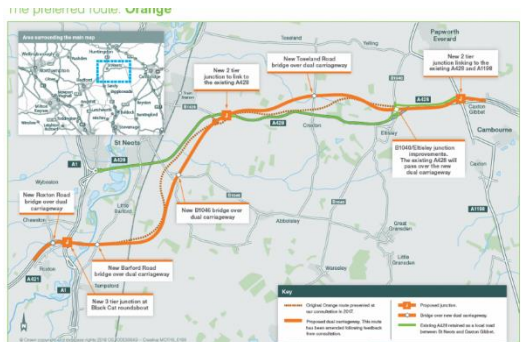 The preferred route: Orange
Area surrounding the main map
Papworth
Everard
New 2 tier
junction to link to
the existing A428
New Toseland Road
bridge over dual
carriageway
New 2 tier
junction linking to the
existing A428 and A1198
Toseland
Yelling
A428
Caxton
Gibbet
Cambourne
Croxton
Eltisley
A428
B1040/Eltisley junction
improvements.
The existing A428 will
pass over the new
dual carriageway
Caxton
St Neots
A1
A428
Wyboston
Little
Barford
New Roxton Road
bridge over dual
carriageway
Chawston
New B1046 bridge over
dual carriageway
Abbotsley
Great
Gransden
A1198
Little
Gransden
Waresley
New Barford Road
bridge over dual carriageway
Roxton
Tempsford
A421
A1
New 3 tier junction at
Black Cat roundabout
Key
Original Orange route presented at
our consultation in 2017.
Proposed dual carriageway. This route
has been amended following feedback
from consultation.
Proposed junction.
Bridge over new dual carriageway
Existing A428 retained as a local road
between St Neots and Caxton Gibbet.